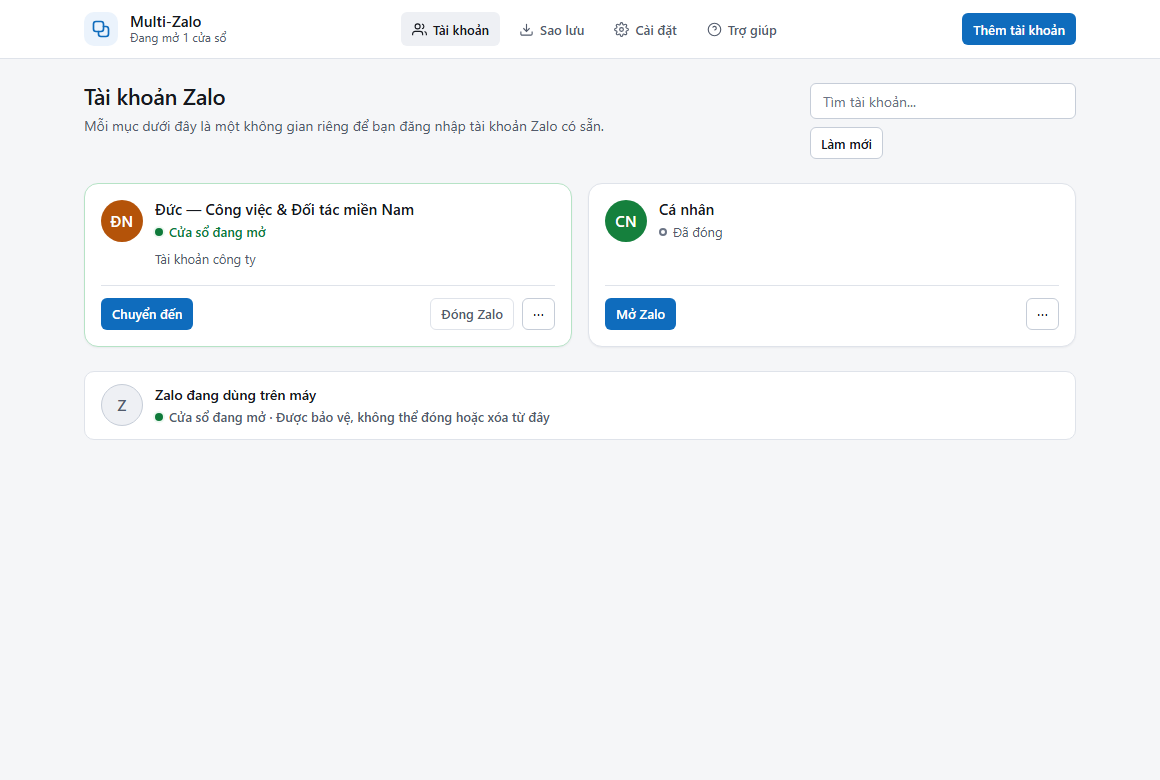 Multi-Zalo
Đang mở 1 cửa sổ
Tài khoản
Sao lưu
Cài đặt
Trợ giúp
Thêm tài khoản
Tài khoản Zalo
Mỗi mục dưới đây là một không gian riêng để bạn đăng nhập tài khoản Zalo có sẵn.
Tìm tài khoản...
Làm mới
ĐN
Đức — Công việc & Đối tác miền Nam
Cửa sổ đang mở
Tài khoản công ty
Chuyển đến
Đóng Zalo
...
CN
Cá nhân
Đã đóng
Mở Zalo
...
Z
Zalo đang dùng trên máy
Cửa sổ đang mở · Được bảo vệ, không thể đóng hoặc xóa từ đây